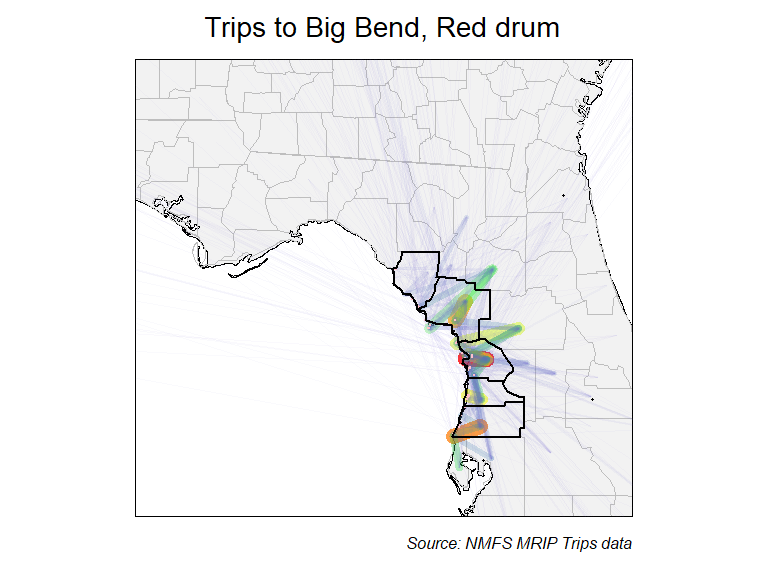 Trips to Big Bend, Red drum
Source: NMFS MRIP Trips data